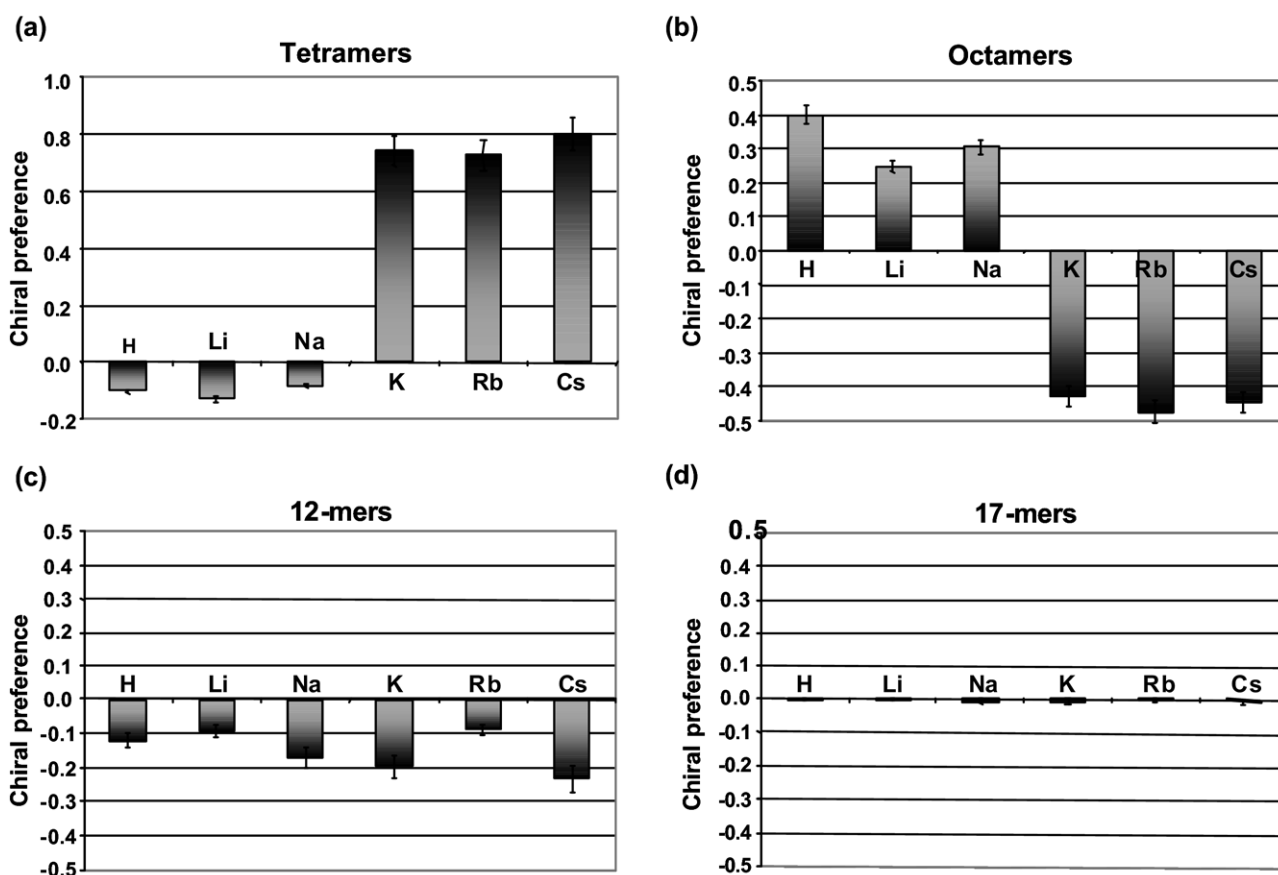 (a)
Tetramers
Chiral preference
1.0
0.8
0.6
0.4
0.2
0.0
-0.2
H Li Na
K Rb Cs
(b)
Octamers
Chiral preference
0.5
0.4
0.3
0.2
0.1
0.0
-0.1
-0.2
-0.3
-0.4
-0.5
H Li Na K Rb Cs
(c)
12-mers
Chiral preference
0.5
0.4
0.3
0.2
0.1
0.0
-0.1
-0.2
-0.3
-0.4
-0.5
H Li Na K Rb Cs
(d)
17-mers
Chiral preference
0.5
0.4
0.3
0.2
0.1
0.0
-0.1
-0.2
-0.3
-0.4
-0.5
H Li Na K Rb Cs